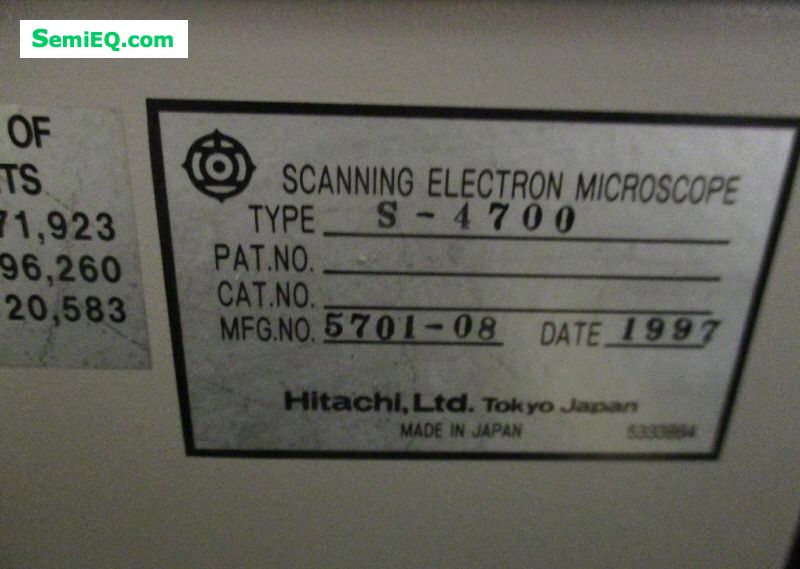 SemiEQ.com
OF
TS
71,923
96,260
20,583
SCANNING ELECTRON MICROSCOPE
TYPE S-4700
PAT.NO.
CAT.NO.
MFG.NO. 5701-08 DATE 1997
Hitachi, Ltd. Tokyo Japan
MADE IN JAPAN